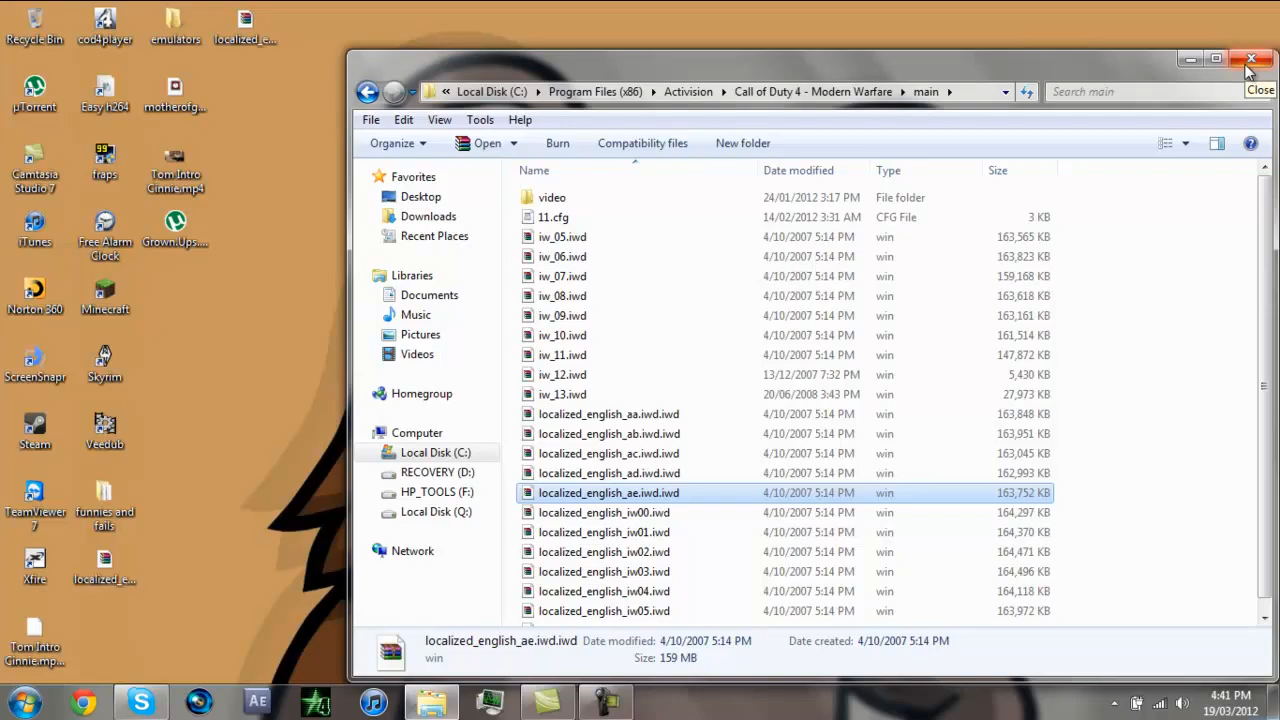 Recycle Bin
cod4player
emulators
localized_e...
µTorrent
Easy h264
motherofg...
Camtasia
Studio 7
fraps
99
Tom Intro
Cinnie.mp4
iTunes
Free Alarm
Clock
Grown.Ups....
Norton 360
Minecraft
ScreenSnapr
Skyrim
Steam
Veedub
TeamViewer
7
funnies and
fails
Xfire
localized_e...
Tom Intro
Cinnie.mp...
« Local Disk (C:) Program Files (x86) Activision Call of Duty 4 - Modern Warfare main
Search main
Close
File Edit View Tools Help
Organize Open Burn Compatibility files New folder
Favorites
Desktop
Downloads
Recent Places
Libraries
Documents
Music
Pictures
Videos
Homegroup
Computer
Local Disk (C:)
RECOVERY (D:)
HP_TOOLS (F:)
Local Disk (Q:)
Network
Name Date modified Type Size
video 24/01/2012 3:17 PM File folder
11.cfg 14/02/2012 3:31 AM CFG File 3 KB
iw_05.iwd 4/10/2007 5:14 PM win 163,565 KB
iw_06.iwd 4/10/2007 5:14 PM win 163,823 KB
iw_07.iwd 4/10/2007 5:14 PM win 159,168 KB
iw_08.iwd 4/10/2007 5:14 PM win 163,618 KB
iw_09.iwd 4/10/2007 5:14 PM win 163,161 KB
iw_10.iwd 4/10/2007 5:14 PM win 161,514 KB
iw_11.iwd 4/10/2007 5:14 PM win 147,872 KB
iw_12.iwd 13/12/2007 7:32 PM win 5,430 KB
iw_13.iwd 20/06/2008 3:43 PM win 27,973 KB
localized_english_aa.iwd.iwd 4/10/2007 5:14 PM win 163,848 KB
localized_english_ab.iwd.iwd 4/10/2007 5:14 PM win 163,951 KB
localized_english_ac.iwd.iwd 4/10/2007 5:14 PM win 163,045 KB
localized_english_ad.iwd.iwd 4/10/2007 5:14 PM win 162,993 KB
localized_english_ae.iwd.iwd 4/10/2007 5:14 PM win 163,752 KB
localized_english_iw00.iwd 4/10/2007 5:14 PM win 164,297 KB
localized_english_iw01.iwd 4/10/2007 5:14 PM win 164,370 KB
localized_english_iw02.iwd 4/10/2007 5:14 PM win 164,471 KB
localized_english_iw03.iwd 4/10/2007 5:14 PM win 164,496 KB
localized_english_iw04.iwd 4/10/2007 5:14 PM win 164,118 KB
localized_english_iw05.iwd 4/10/2007 5:14 PM win 163,972 KB
localized_english_ae.iwd.iwd Date modified: 4/10/2007 5:14 PM Date created: 4/10/2007 5:14 PM
win Size: 159 MB
AE
4:41 PM
19/03/2012